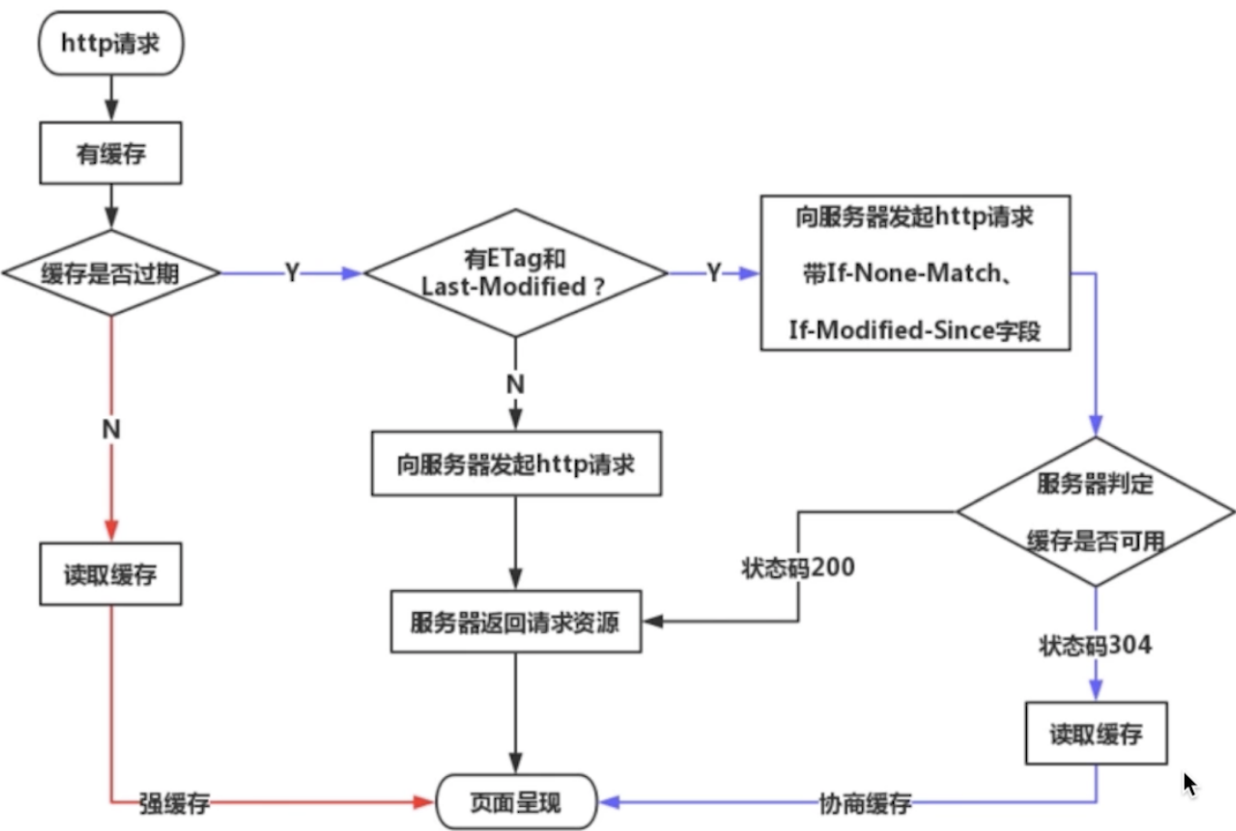 http请求
有缓存
缓存是否过期
Y
有ETag和
Last-Modified？
Y
向服务器发起http请求
带If-None-Match、
If-Modified-Since字段
N
N
向服务器发起http请求
服务器判定
缓存是否可用
读取缓存
状态码200
服务器返回请求资源
状态码304
读取缓存
强缓存
页面呈现
协商缓存